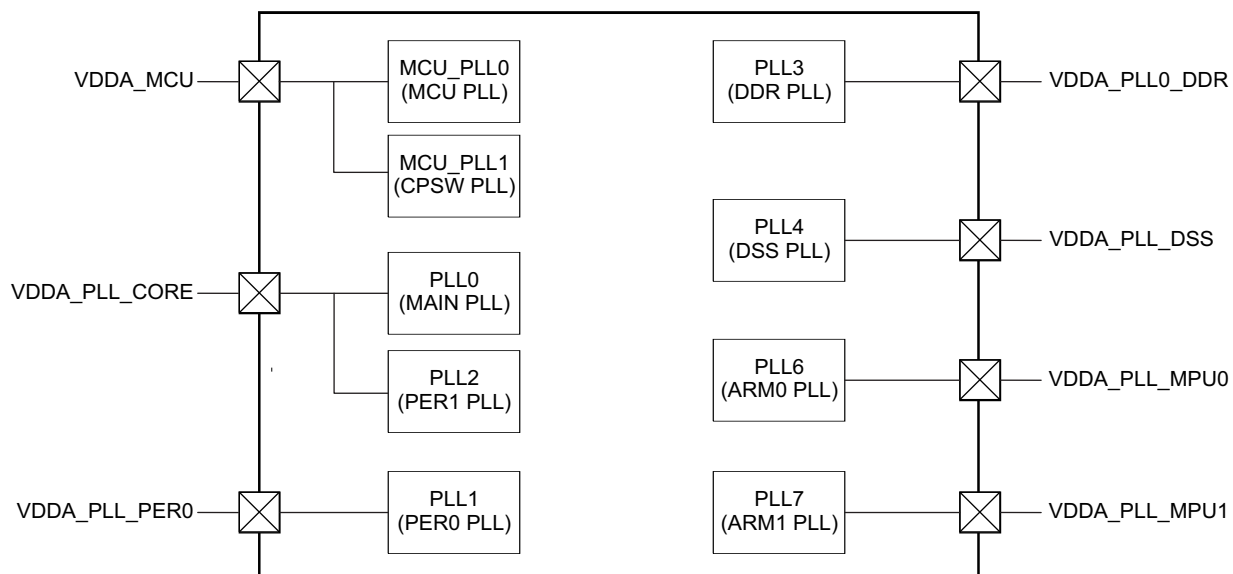 VDDA_MCU
MCU_PLL0
(MCU PLL)
MCU_PLL1
(CPSW PLL)
VDDA_PLL_CORE
PLL0
(MAIN PLL)
PLL2
(PER1 PLL)
VDDA_PLL_PER0
PLL1
(PER0 PLL)
PLL3
(DDR PLL)
VDDA_PLL0_DDR
PLL4
(DSS PLL)
VDDA_PLL_DSS
PLL6
(ARM0 PLL)
VDDA_PLL_MPU0
PLL7
(ARM1 PLL)
VDDA_PLL_MPU1